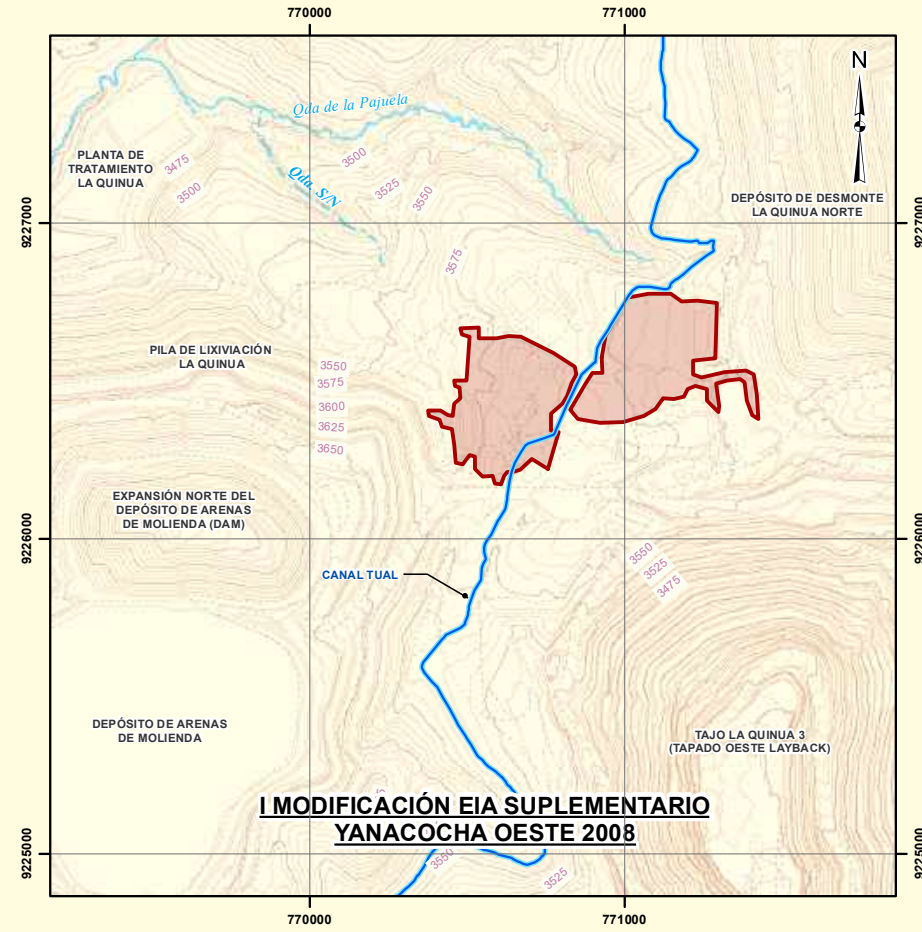 770000
771000
N
Qda de la Pajuela
PLANTA DE
TRATAMIENTO
LA QUINUA
3475
3500
3500
3525
3550
Qda. S/N
DEPÓSITO DE DESMONTE
LA QUINUA NORTE
9227000
9227000
3575
PILA DE LIXIVIACIÓN
LA QUINUA
3550
3575
3600
3625
3650
EXPANSIÓN NORTE DEL
DEPÓSITO DE ARENAS
DE MOLIENDA (DAM)
9226000
9226000
3550
3525
3475
CANAL TUAL
DEPÓSITO DE ARENAS
DE MOLIENDA
TAJO LA QUINUA 3
(TAPADO OESTE LAYBACK)
I MODIFICACIÓN EIA SUPLEMENTARIO
YANACOCHA OESTE 2008
9225000
9225000
3550
3525
770000
771000